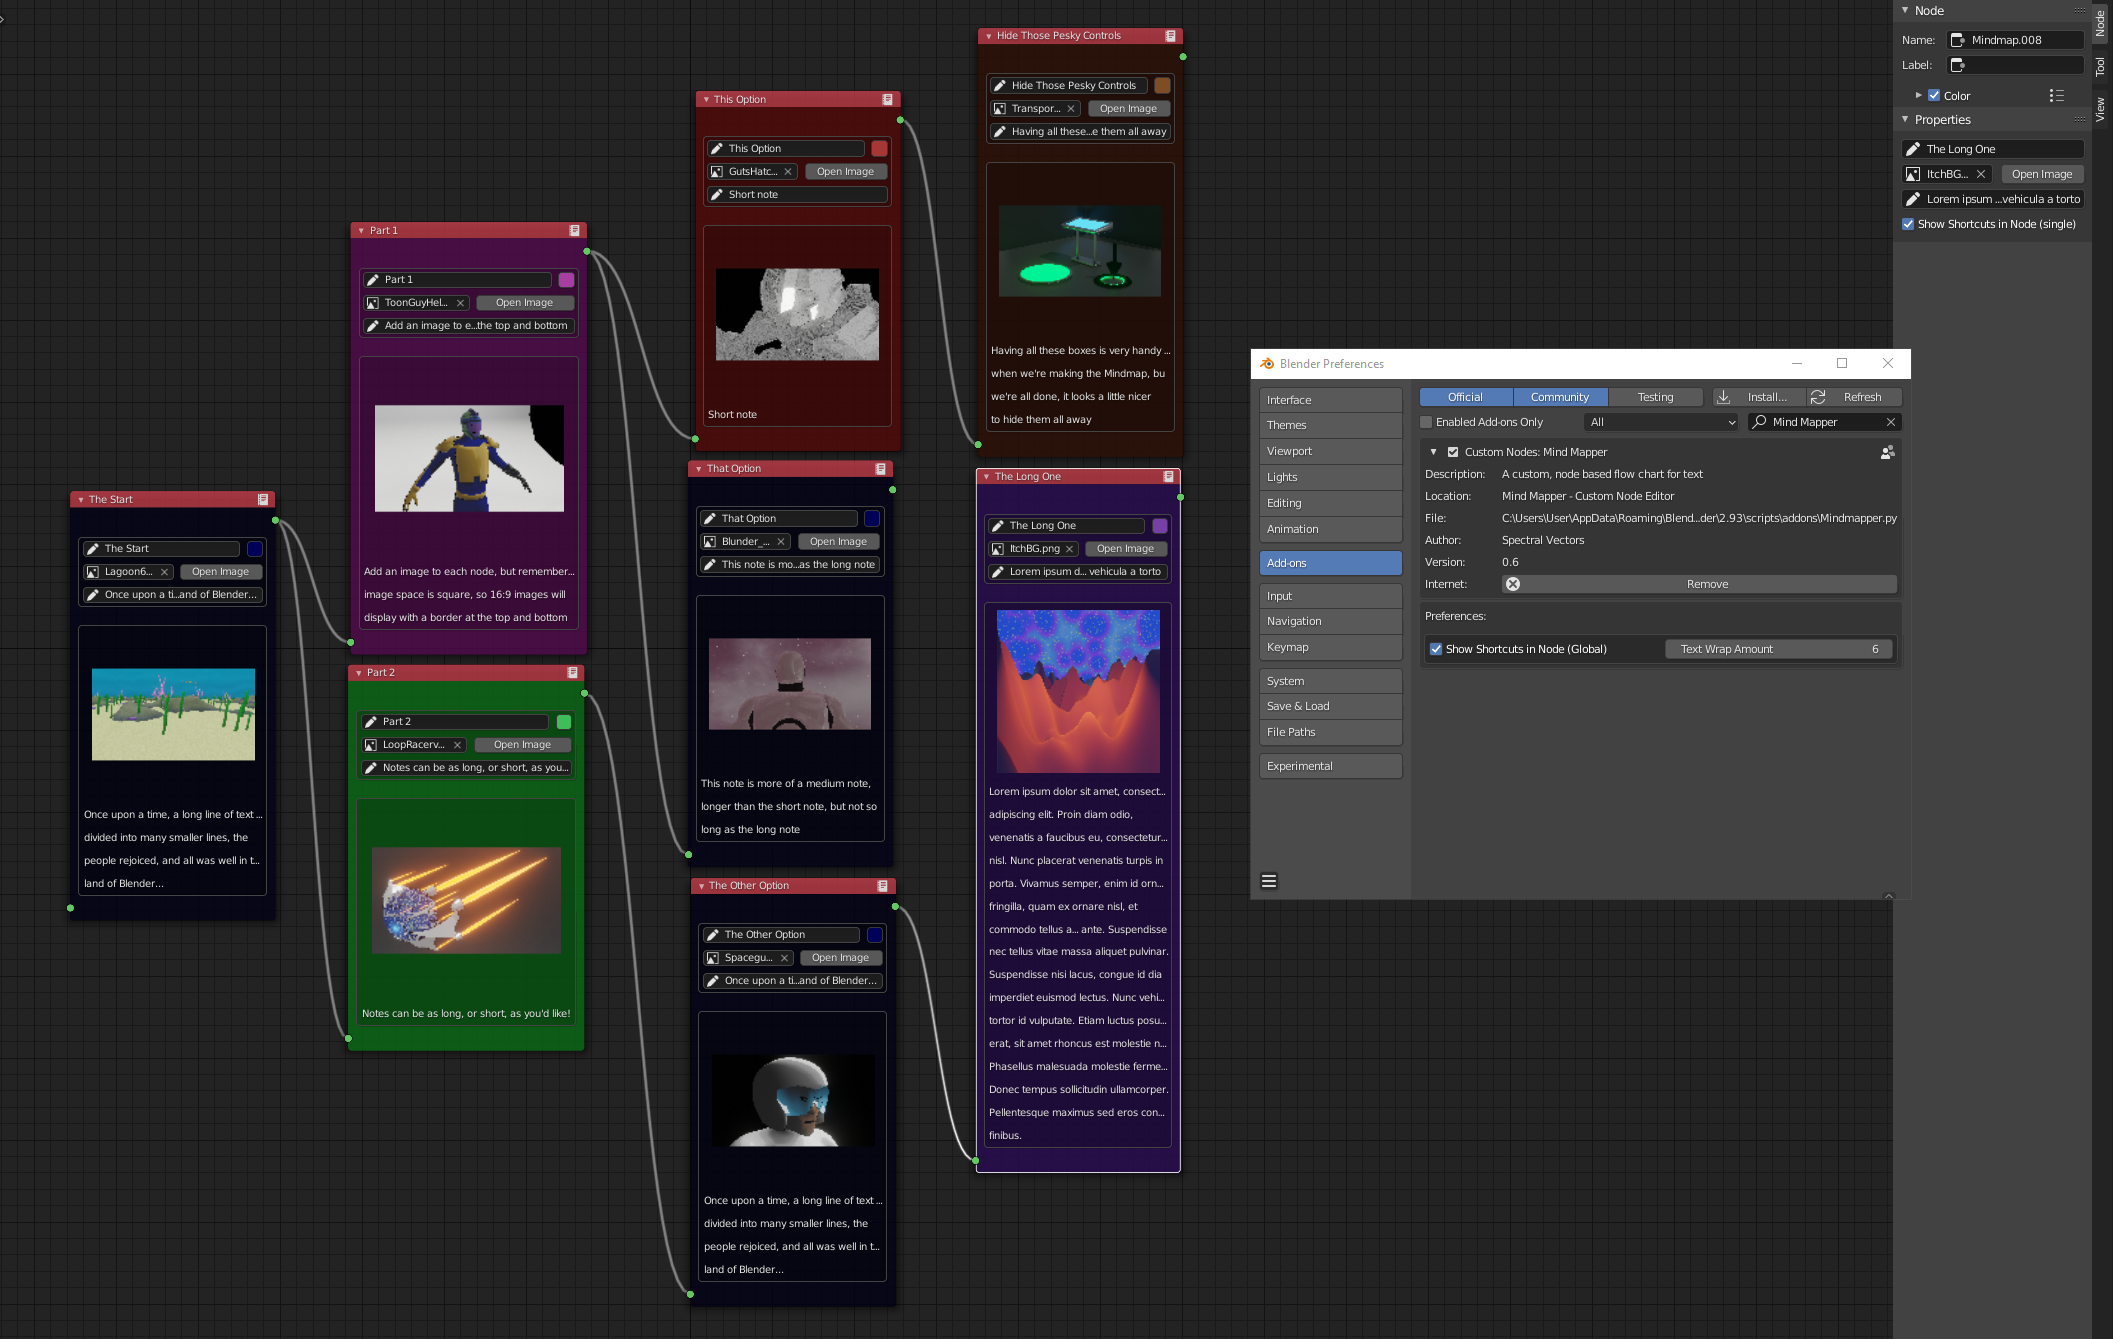 The Start
The Start
Lagoon6...
Open Image
Once upon a ti...and of Blender...
Once upon a time, a long line of text ...
divided into many smaller lines, the
people rejoiced, and all was well in t...
land of Blender...
Part 1
Part 1
ToonGuyHel...
Open Image
Add an image to e...the top and bottom
Add an image to each node, but remember...
image space is square, so 16:9 images will
display with a border at the top and bottom
Part 2
Part 2
LoopRacerv...
Open Image
Notes can be as long, or short, as you...
Notes can be as long, or short, as you'd like!
This Option
This Option
GutsHatc...
Open Image
Short note
Short note
That Option
That Option
Blunder_...
Open Image
This note is mo...as the long note
This note is more of a medium note,
longer than the short note, but not so
long as the long note
The Other Option
The Other Option
Spacegu...
Open Image
Once upon a ti...and of Blender...
Once upon a time, a long line of text ...
divided into many smaller lines, the
people rejoiced, and all was well in t...
land of Blender...
Hide Those Pesky Controls
Hide Those Pesky Controls
Transpor...
Open Image
Having all these...e them all away
Having all these boxes is very handy ...
when we're making the Mindmap, bu
we're all done, it looks a little nicer
to hide them all away
The Long One
The Long One
ItchBG.png
Open Image
Lorem ipsum d... vehicula a torto
Lorem ipsum dolor sit amet, consect...
adipiscing elit. Proin diam odio,
venenatis a faucibus eu, consectetur...
nisl. Nunc placerat venenatis turpis in
porta. Vivamus semper, enim id orn...
fringilla, quam ex ornare nisl, et
commodo tellus a... ante. Suspendisse
nec tellus vitae massa aliquet pulvinar.
Suspendisse nisi lacus, congue id dia
imperdiet euismod lectus. Nunc vehi...
tortor id vulputate. Etiam luctus posu...
erat, sit amet rhoncus est molestie n...
Phasellus malesuada molestie ferme...
Donec tempus sollicitudin ullamcorper.
Pellentesque maximus sed eros con...
finibus.
Blender Preferences
Interface
Themes
Viewport
Lights
Editing
Animation
Add-ons
Input
Navigation
Keymap
System
Save & Load
File Paths
Experimental
Official
Community
Testing
Install...
Refresh
Enabled Add-ons Only
All
Mind Mapper
Custom Nodes: Mind Mapper
Description: A custom, node based flow chart for text
Location: Mind Mapper - Custom Node Editor
File: C:\Users\User\AppData\Roaming\Blend...der\2.93\scripts\addons\Mindmapper.py
Author: Spectral Vectors
Version: 0.6
Internet: Remove
Preferences:
Show Shortcuts in Node (Global)
Text Wrap Amount 6
Node
Name: Mindmap.008
Label:
Color
Properties
The Long One
ItchBG...
Open Image
Lorem ipsum ...vehicula a torto
Show Shortcuts in Node (single)
Node
Tool
View